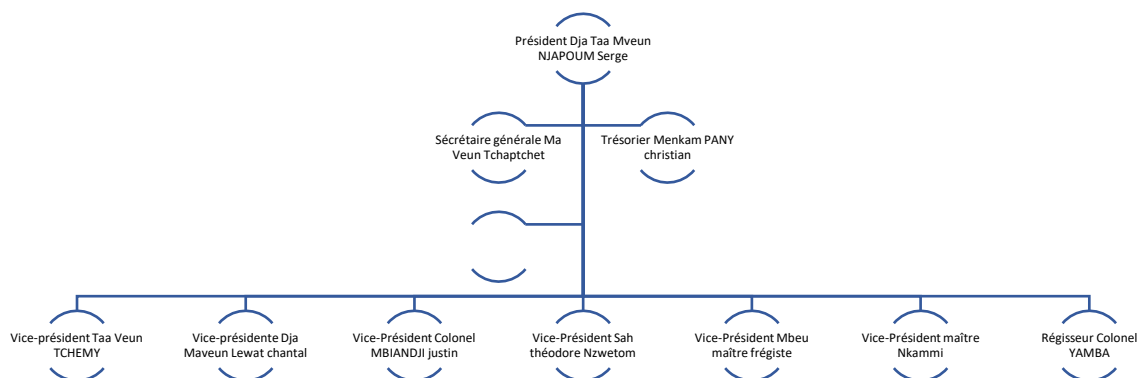 Président Dja Taa Mveun
NJAPOUM Serge
Sécrétaire générale Ma
Veun Tchaptchet
Trésorier Menkam PANY
christian
Vice-président Taa Veun
TCHEMY
Vice-présidente Dja
Maveun Lewat chantal
Vice-Président Colonel
MBIANDJI justin
Vice-Président Sah
théodore Nzwetom
Vice-Président Mbeu
maître frégiste
Vice-Président maître
Nkammi
Régisseur Colonel
YAMBA